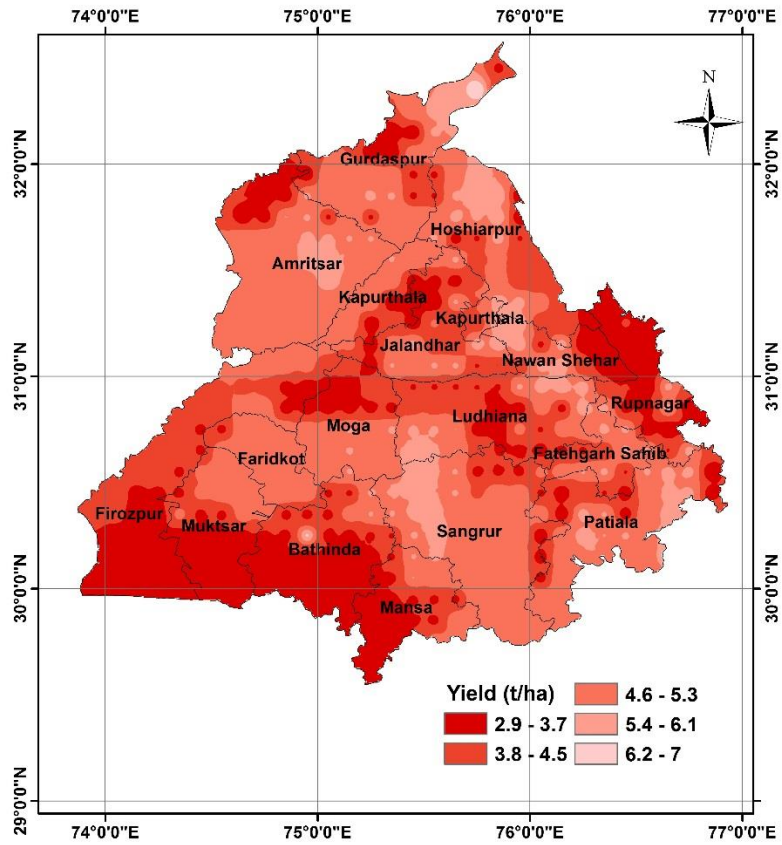 74°0'0"E 75°0'0"E 76°0'0"E 77°0'0"E
N
32°0'0"N 32°0'0"N
Gurdaspur
Hoshiarpur
Amritsar
Kapurthala
Kapurthala
Jalandhar
Nawan Shehar
31°0'0"N 31°0'0"N
Rupnagar
Ludhiana
Moga
Fatehgarh Sahib
Faridkot
Firozpur
Muktsar
Patiala
Sangrur
Bathinda
30°0'0"N 30°0'0"N
Mansa
Yield (t/ha)
2.9 - 3.7
3.8 - 4.5
4.6 - 5.3
5.4 - 6.1
6.2 - 7
29°0'0"N 29°0'0"N
74°0'0"E 75°0'0"E 76°0'0"E 77°0'0"E